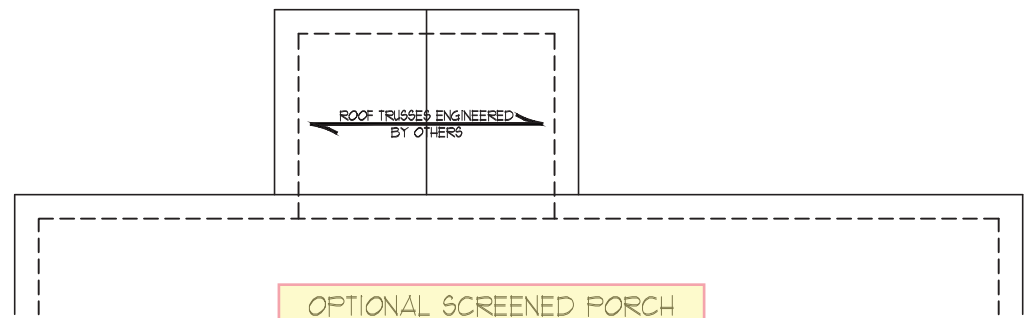 ROOF TRUSSES ENGINEERED
BY OTHERS
OPTIONAL SCREENED PORCH